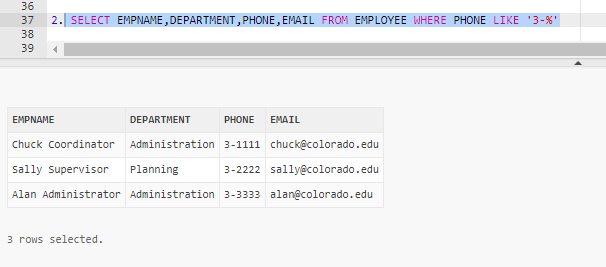 36
37 2. SELECT EMPNAME,DEPARTMENT,PHONE,EMAIL FROM EMPLOYEE WHERE PHONE LIKE '3-%'
38
39
EMPNAME DEPARTMENT PHONE EMAIL
Chuck Coordinator Administration 3-1111 chuck@colorado.edu
Sally Supervisor Planning 3-2222 sally@colorado.edu
Alan Administrator Administration 3-3333 alan@colorado.edu
3 rows selected.